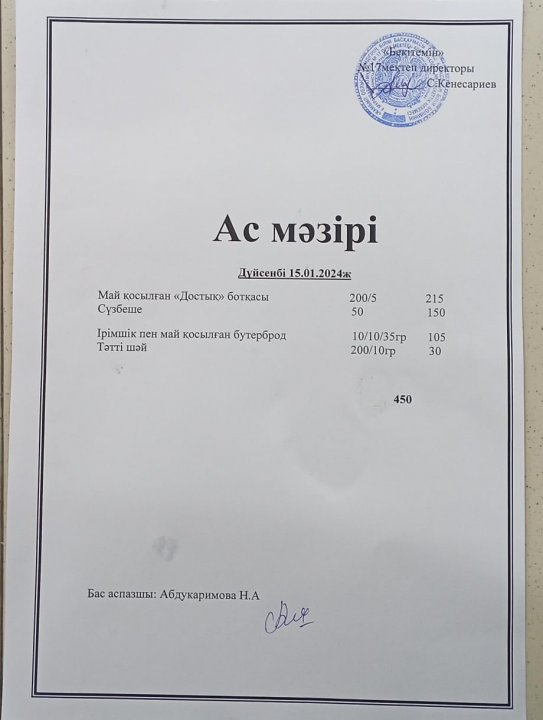 «Бекітемін»
№17мектеп директоры
С.Кенесариев
Ас мәзірі
Дүйсенбі 15.01.2024ж
Май қосылған «Достық» ботқасы 200/5 215
Сүзбеше 50 150
Ірімшік пен май қосылған бутерброд 10/10/35гр 105
Тәтті шай 200/10гр 30
450
Бас аспазшы: Абдукаримова Н.А